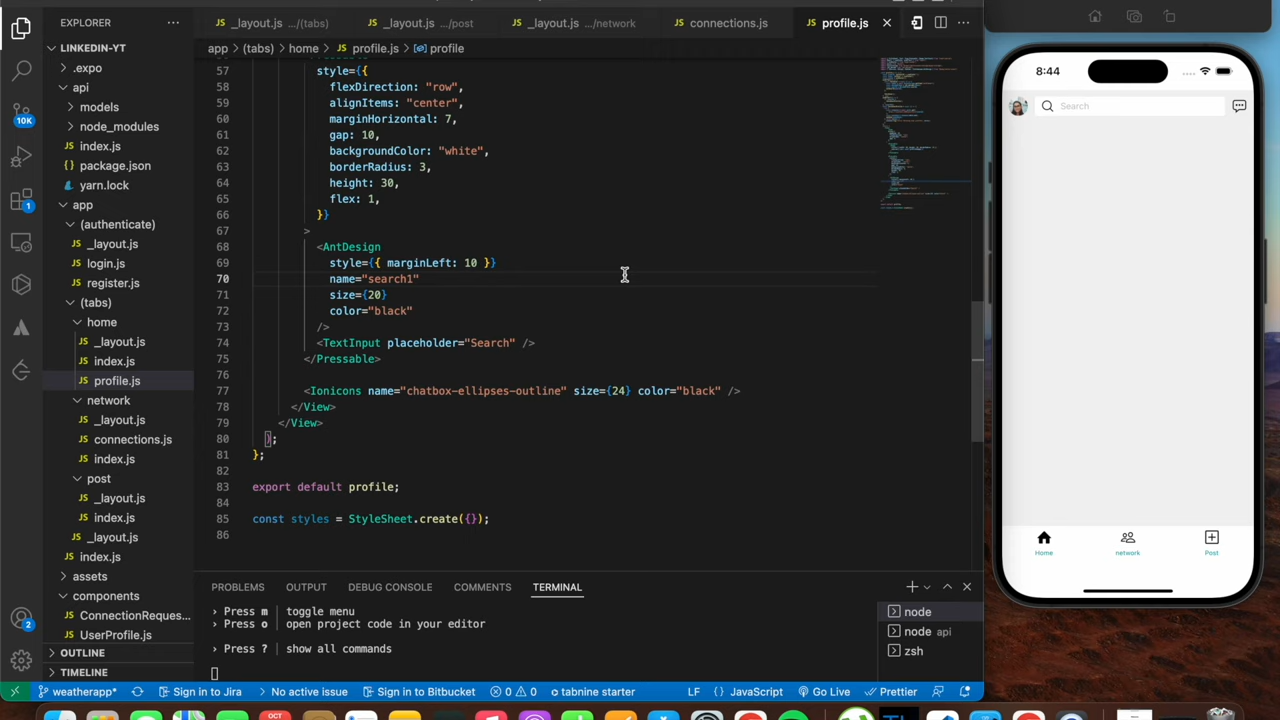 EXPLORER
_layout.js .../(tabs)
_layout.js .../post
_layout.js .../network
connections.js
profile.js
LINKEDIN-YT
.expo
api
models
node_modules
index.js
package.json
yarn.lock
app
(authenticate)
_layout.js
login.js
register.js
(tabs)
home
_layout.js
index.js
profile.js
network
_layout.js
connections.js
index.js
post
_layout.js
index.js
_layout.js
index.js
assets
components
ConnectionReques...
UserProfile.js
OUTLINE
TIMELINE
10K
1
2
app > (tabs) > home > profile.js > profile
57 style={{
58 flexDirection: "row",
59 alignItems: "center",
60 marginHorizontal: 7,
61 gap: 10,
62 backgroundColor: "white",
63 borderRadius: 3,
64 height: 30,
65 flex: 1,
66 }}
67 >
68 <AntDesign
69 style={{ marginLeft: 10 }}
70 name="search1"
71 size={20}
72 color="black"
73 />
74 <TextInput placeholder="Search" />
75 </Pressable>
76
77 <Ionicons name="chatbox-ellipses-outline" size={24} color="black" />
78 </View>
79 </View>
80 );
81 };
82
83 export default profile;
84
85 const styles = StyleSheet.create({});
86
PROBLEMS OUTPUT DEBUG CONSOLE COMMENTS TERMINAL
› Press m | toggle menu
› Press o | open project code in your editor
› Press ? | show all commands
node
node api
zsh
weatherapp* Sign in to Jira No active issue Sign in to Bitbucket 0 0 tabnine starter LF {} JavaScript Go Live Prettier
OCT
8:44
Search
Home
network
Post